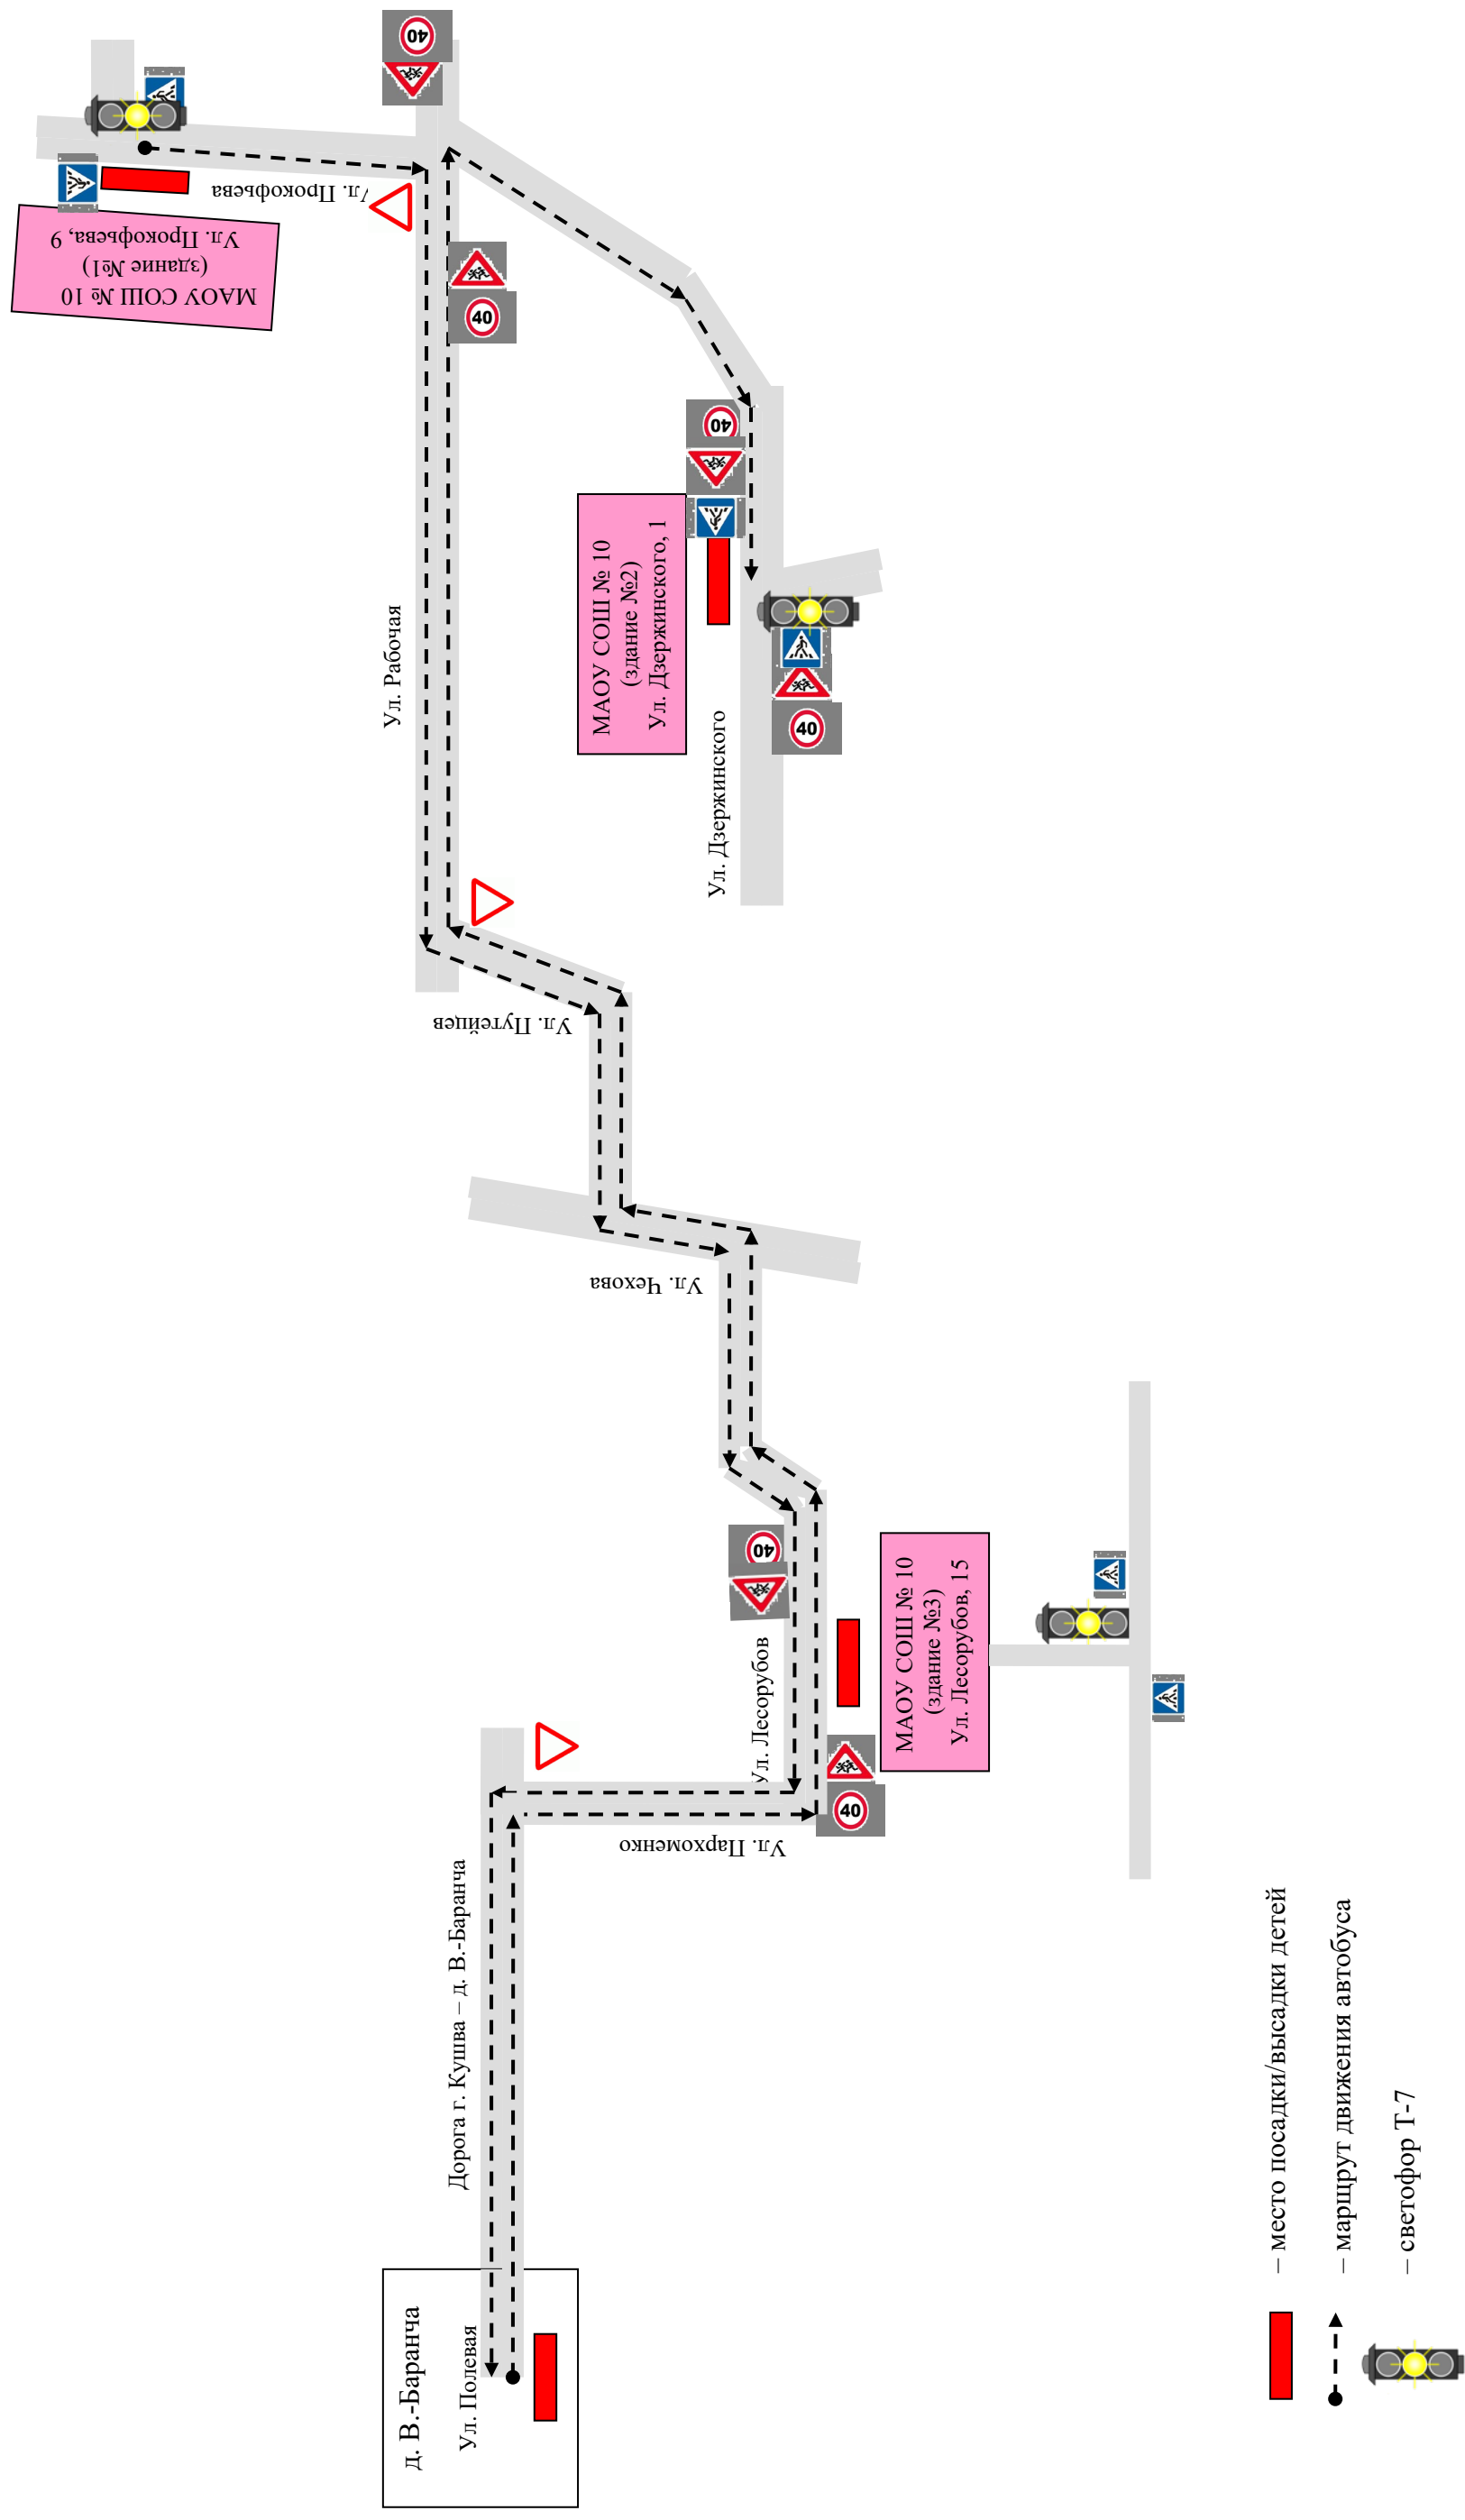 д. В.-Баранча
Ул. Полевая
Дорога г. Кушва – д. В.-Баранча
Ул. Пархоменко
Ул. Лесорубов
40
40
МАОУ СОШ № 10
(здание №3)
Ул. Лесорубов, 15
Ул. Чехова
Ул. Путейцев
Ул. Рабочая
Ул. Дзержинского
МАОУ СОШ № 10
(здание №2)
Ул. Дзержинского, 1
40
40
40
40
Ул. Прокофьева
МАОУ СОШ № 10
(здание №1)
Ул. Прокофьева, 9
– место посадки/высадки детей
– маршрут движения автобуса
– светофор Т-7